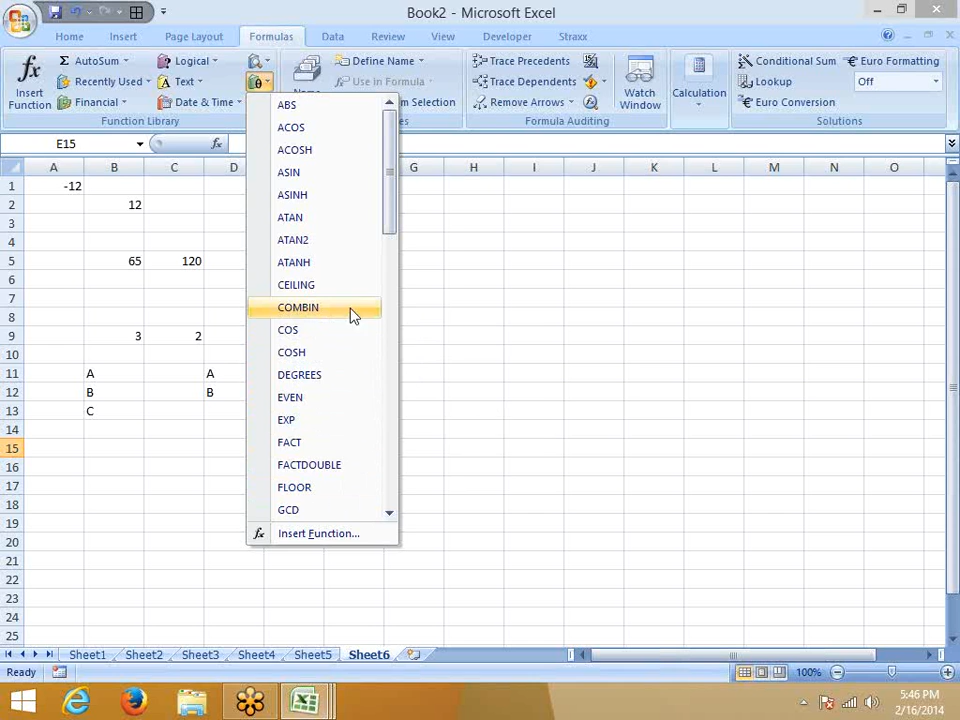 Book2 - Microsoft Excel
Home Insert Page Layout Formulas Data Review View Developer Straxx
Σ AutoSum Logical Define Name Trace Precedents Conditional Sum Euro Formatting
Recently Used Text Use in Formula Trace Dependents Lookup Off
Financial Date & Time Selection Remove Arrows Euro Conversion
Insert Function
Watch Window
Calculation
Function Library Formula Auditing Solutions
E15 fx
A B C D G H I J K L M N O
1 -12
2 12
3
4
5 65 120
6
7
8
9 3 2
10
11 A A
12 B B
13 C
14
15
16
17
18
19
20
21
22
23
24
25
ABS
ACOS
ACOSH
ASIN
ASINH
ATAN
ATAN2
ATANH
CEILING
COMBIN
COS
COSH
DEGREES
EVEN
EXP
FACT
FACTDOUBLE
FLOOR
GCD
fx Insert Function...
Sheet1 Sheet2 Sheet3 Sheet4 Sheet5 Sheet6
Ready 100%
5:46 PM
2/16/2014